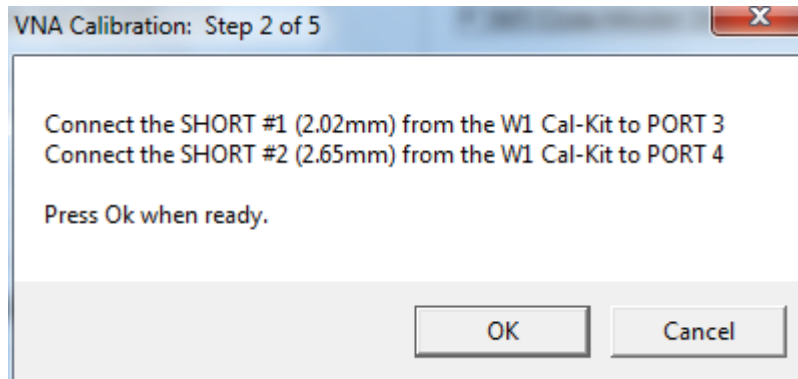 VNA Calibration: Step 2 of 5
Connect the SHORT #1 (2.02mm) from the W1 Cal-Kit to PORT 3
Connect the SHORT #2 (2.65mm) from the W1 Cal-Kit to PORT 4
Press Ok when ready.
OK
Cancel